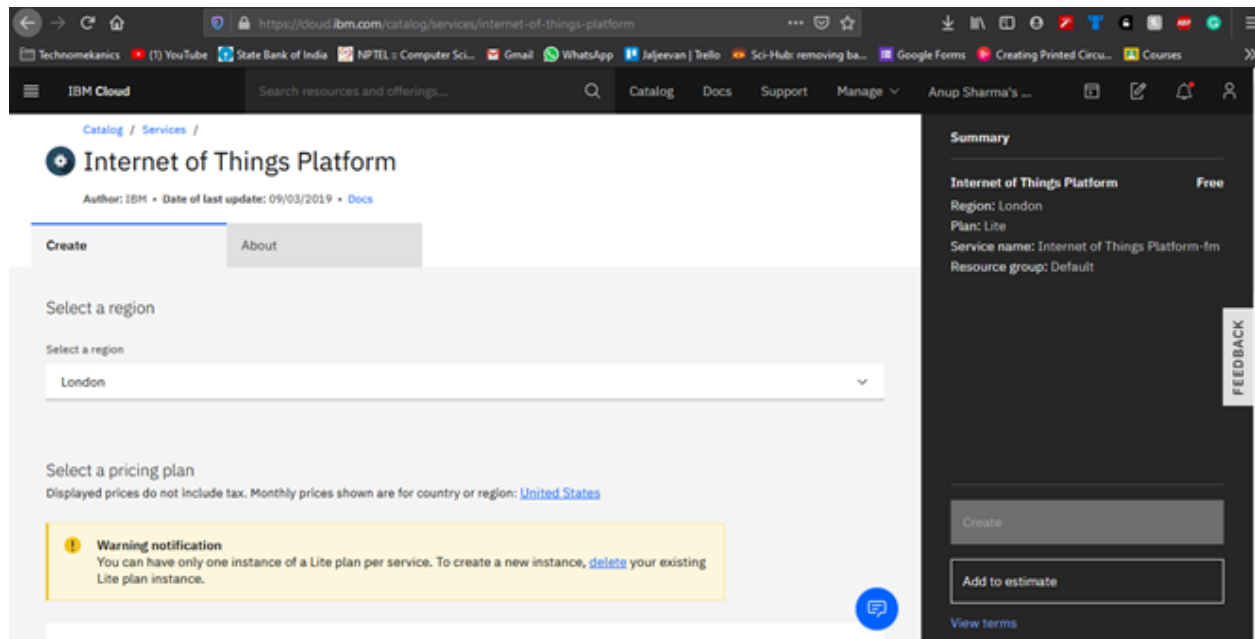 https://cloud.ibm.com/catalog/services/internet-of-things-platform
Technomekanics (1) YouTube State Bank of India NPTEL :: Computer Sci... Gmail WhatsApp Jaljeevan | Trello Sci-Hub: removing ba... Google Forms Creating Printed Circu... Courses
IBM Cloud Search resources and offerings... Catalog Docs Support Manage Anup Sharma's ...
Catalog / Services /
Internet of Things Platform
Author: IBM • Date of last update: 09/03/2019 • Docs
Create About
Select a region
Select a region
London
Select a pricing plan
Displayed prices do not include tax. Monthly prices shown are for country or region: United States
Warning notification
You can have only one instance of a Lite plan per service. To create a new instance, delete your existing
Lite plan instance.
Summary
Internet of Things Platform Free
Region: London
Plan: Lite
Service name: Internet of Things Platform-fm
Resource group: Default
FEEDBACK
Create
Add to estimate
View terms